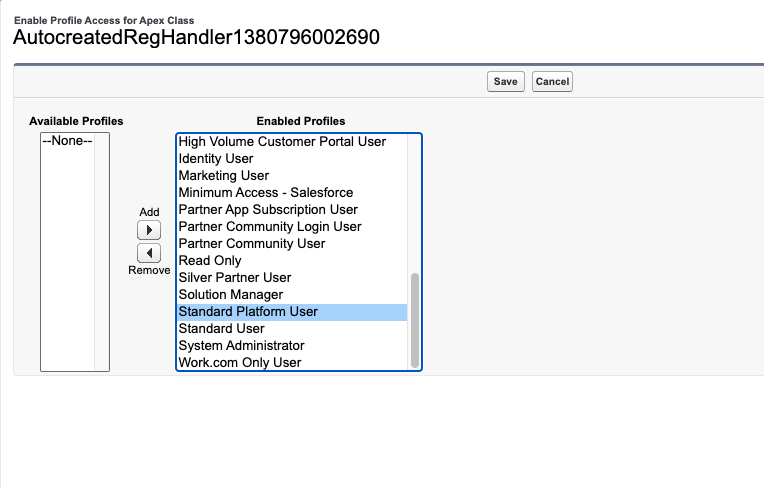 Enable Profile Access for Apex Class
AutocreatedRegHandler1380796002690
Save Cancel
Available Profiles Enabled Profiles
--None--
Add
Remove
High Volume Customer Portal User
Identity User
Marketing User
Minimum Access - Salesforce
Partner App Subscription User
Partner Community Login User
Partner Community User
Read Only
Silver Partner User
Solution Manager
Standard Platform User
Standard User
System Administrator
Work.com Only User